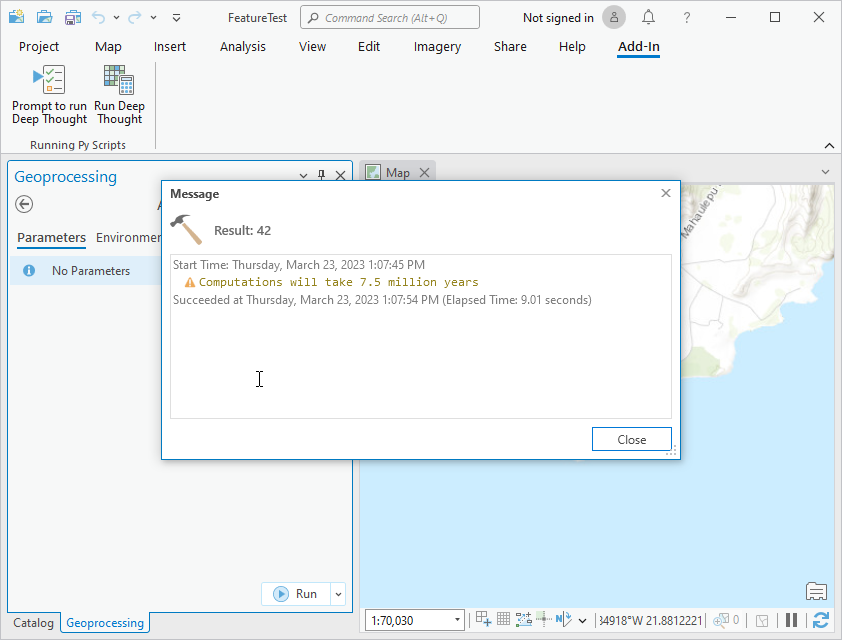 FeatureTest
Command Search (Alt+Q)
Not signed in
?
Project Map Insert Analysis View Edit Imagery Share Help Add-In
Prompt to run Deep Thought
Run Deep Thought
Running Py Scripts
Geoprocessing
Map
Parameters Environmen
No Parameters
Message
Result: 42
Start Time: Thursday, March 23, 2023 1:07:45 PM
Computations will take 7.5 million years
Succeeded at Thursday, March 23, 2023 1:07:54 PM (Elapsed Time: 9.01 seconds)
Close
Run
Catalog Geoprocessing
1:70,030
34918°W 21.8812221
0